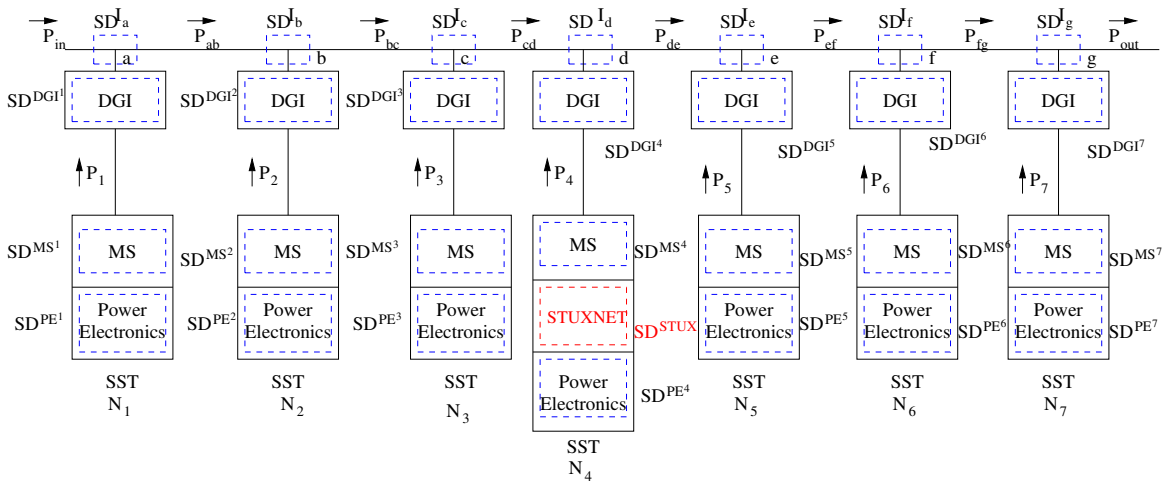 SD I_a SD I_b SD I_c SD I_d SD I_e SD I_f SD I_g
P_in P_ab P_bc P_cd P_de P_ef P_fg P_out
a b c d e f g
SD^DGI1 DGI SD^DGI2 DGI SD^DGI3 DGI DGI DGI DGI DGI
SD^DGI4 SD^DGI5 SD^DGI6 SD^DGI7
P_1 P_2 P_3 P_4 P_5 P_6 P_7
SD^MS1 MS SD^MS2 MS SD^MS3 MS MS SD^MS4 MS SD^MS5 MS SD^MS6 MS SD^MS7
SD^PE1 Power SD^PE2 Power SD^PE3 Power STUXNET SD^STUX Power SD^PE5 Power SD^PE6 Power SD^PE7
Electronics Electronics Electronics Electronics Electronics Electronics
Power SD^PE4
Electronics
SST SST SST SST SST SST
N_1 N_2 N_3 N_5 N_6 N_7
SST
N_4